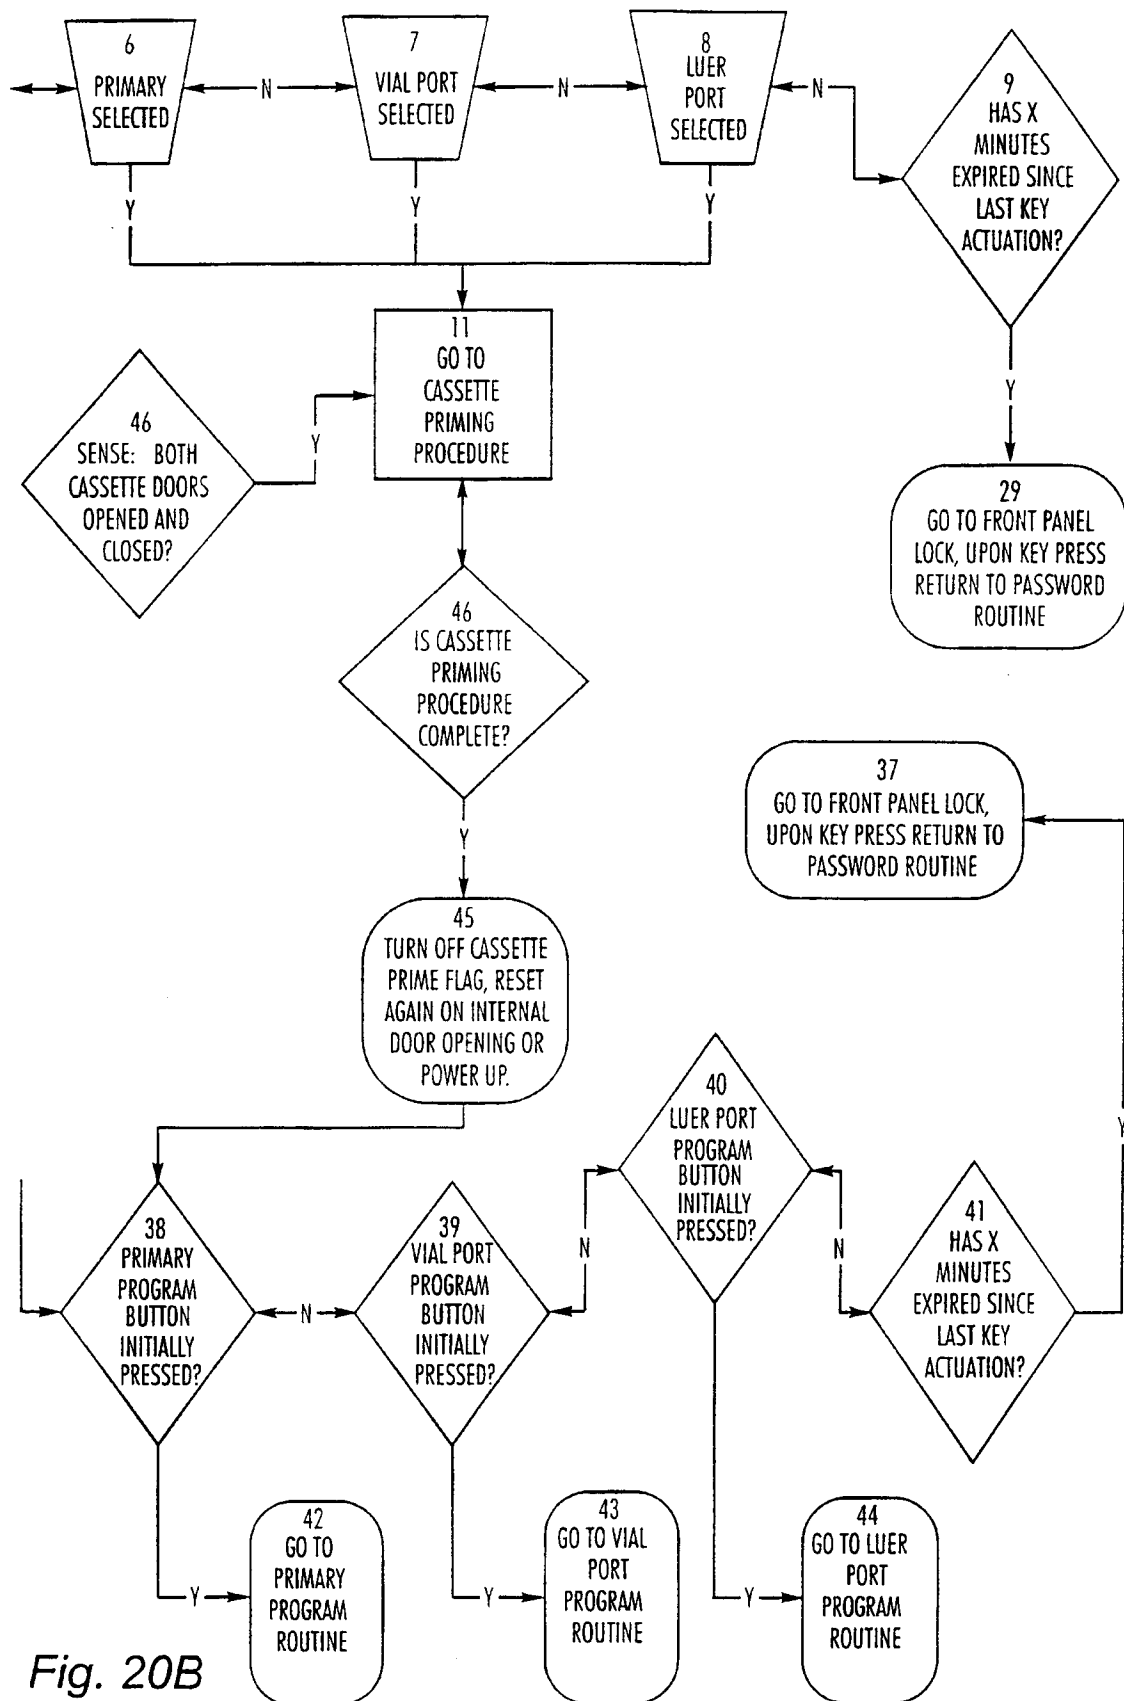 6
PRIMARY
SELECTED
N
7
VIAL PORT
SELECTED
N
8
LUER
PORT
SELECTED
N
9
HAS X
MINUTES
EXPIRED SINCE
LAST KEY
ACTUATION?
Y
Y
Y
Y
11
GO TO
CASSETTE
PRIMING
PROCEDURE
46
SENSE: BOTH
CASSETTE DOORS
OPENED AND
CLOSED?
Y
29
GO TO FRONT PANEL
LOCK, UPON KEY PRESS
RETURN TO PASSWORD
ROUTINE
46
IS CASSETTE
PRIMING
PROCEDURE
COMPLETE?
Y
37
GO TO FRONT PANEL LOCK,
UPON KEY PRESS RETURN TO
PASSWORD ROUTINE
45
TURN OFF CASSETTE
PRIME FLAG, RESET
AGAIN ON INTERNAL
DOOR OPENING OR
POWER UP.
38
PRIMARY
PROGRAM
BUTTON
INITIALLY
PRESSED?
N
39
VIAL PORT
PROGRAM
BUTTON
INITIALLY
PRESSED?
N
40
LUER PORT
PROGRAM
BUTTON
INITIALLY
PRESSED?
N
41
HAS X
MINUTES
EXPIRED SINCE
LAST KEY
ACTUATION?
Y
Y
42
GO TO
PRIMARY
PROGRAM
ROUTINE
Y
43
GO TO VIAL
PORT
PROGRAM
ROUTINE
Y
44
GO TO LUER
PORT
PROGRAM
ROUTINE
Fig. 20B